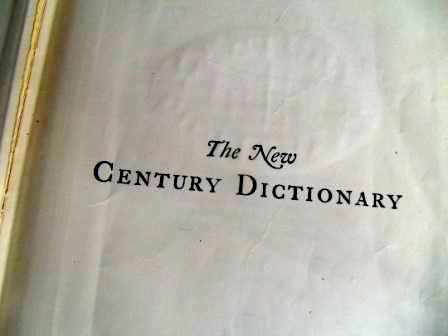 The New
CENTURY DICTIONARY